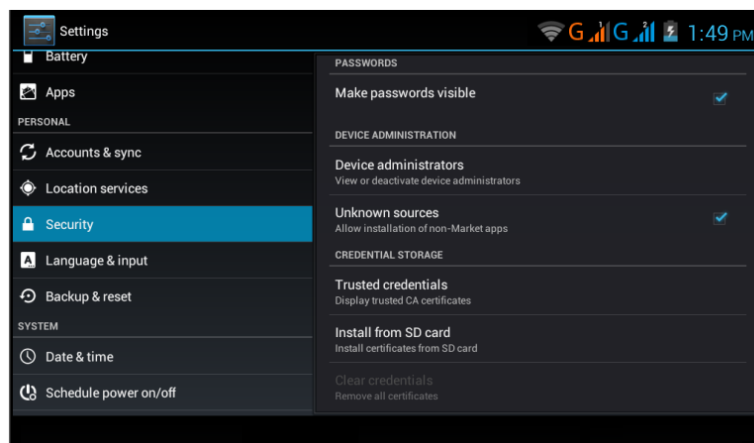 Settings
G 1 G 2 1:49 PM
Battery
Apps
PERSONAL
Accounts & sync
Location services
Security
Language & input
Backup & reset
SYSTEM
Date & time
Schedule power on/off
PASSWORDS
Make passwords visible
DEVICE ADMINISTRATION
Device administrators
View or deactivate device administrators
Unknown sources
Allow installation of non-Market apps
CREDENTIAL STORAGE
Trusted credentials
Display trusted CA certificates
Install from SD card
Install certificates from SD card
Clear credentials
Remove all certificates